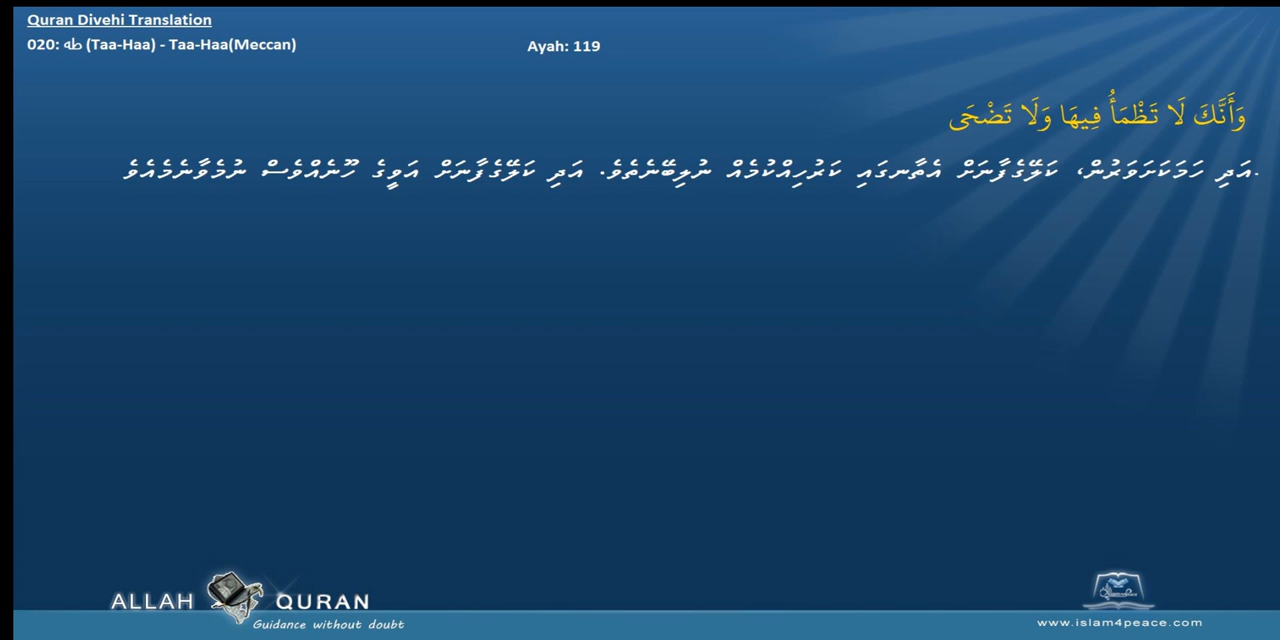 Quran Divehi Translation
020: طه (Taa-Haa) - Taa-Haa(Meccan)
Ayah: 119
وَأَنَّكَ لَا تَظْمَأُ فِيهَا وَلَا تَضْحَى
އަދި ހަމަކަށަވަރުން، ކަލޭގެފާނަށް އެތާނގައި ކަރުހިއްކުމެއް ނުލިބޭނެތެވެ. އަދި ކަލޭގެފާނަށް އަވީގެ ހޫނެއްވެސް ނުމެވާނެމެއެވެ.
ALLAH QURAN
Guidance without doubt
www.islam4peace.com